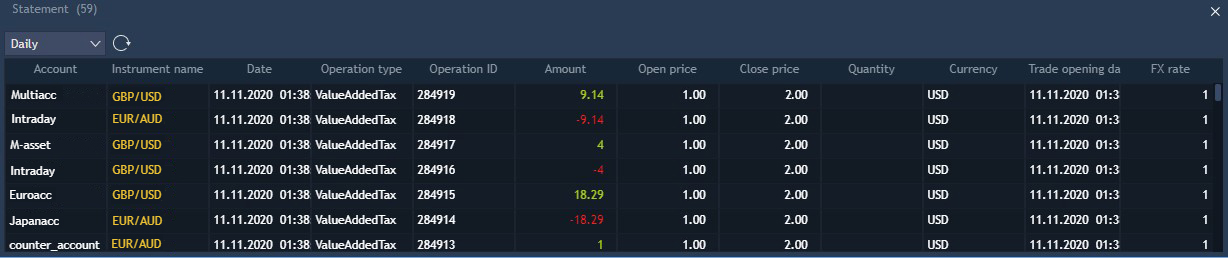 Statement (59)
Daily
Account Instrument name Date Operation type Operation ID Amount Open price Close price Quantity Currency Trade opening da FX rate
Multiacc GBP/USD 11.11.2020 01:38 ValueAddedTax 284919 9.14 1.00 2.00 USD 11.11.2020 01:3 1
Intraday EUR/AUD 11.11.2020 01:38 ValueAddedTax 284918 -9.14 1.00 2.00 USD 11.11.2020 01:3 1
M-asset GBP/USD 11.11.2020 01:38 ValueAddedTax 284917 4 1.00 2.00 USD 11.11.2020 01:3 1
Intraday GBP/USD 11.11.2020 01:38 ValueAddedTax 284916 -4 1.00 2.00 USD 11.11.2020 01:3 1
Euroacc GBP/USD 11.11.2020 01:38 ValueAddedTax 284915 18.29 1.00 2.00 USD 11.11.2020 01:3 1
Japanacc EUR/AUD 11.11.2020 01:38 ValueAddedTax 284914 -18.29 1.00 2.00 USD 11.11.2020 01:3 1
counter_account EUR/AUD 11.11.2020 01:38 ValueAddedTax 284913 1 1.00 2.00 USD 11.11.2020 01:3 1